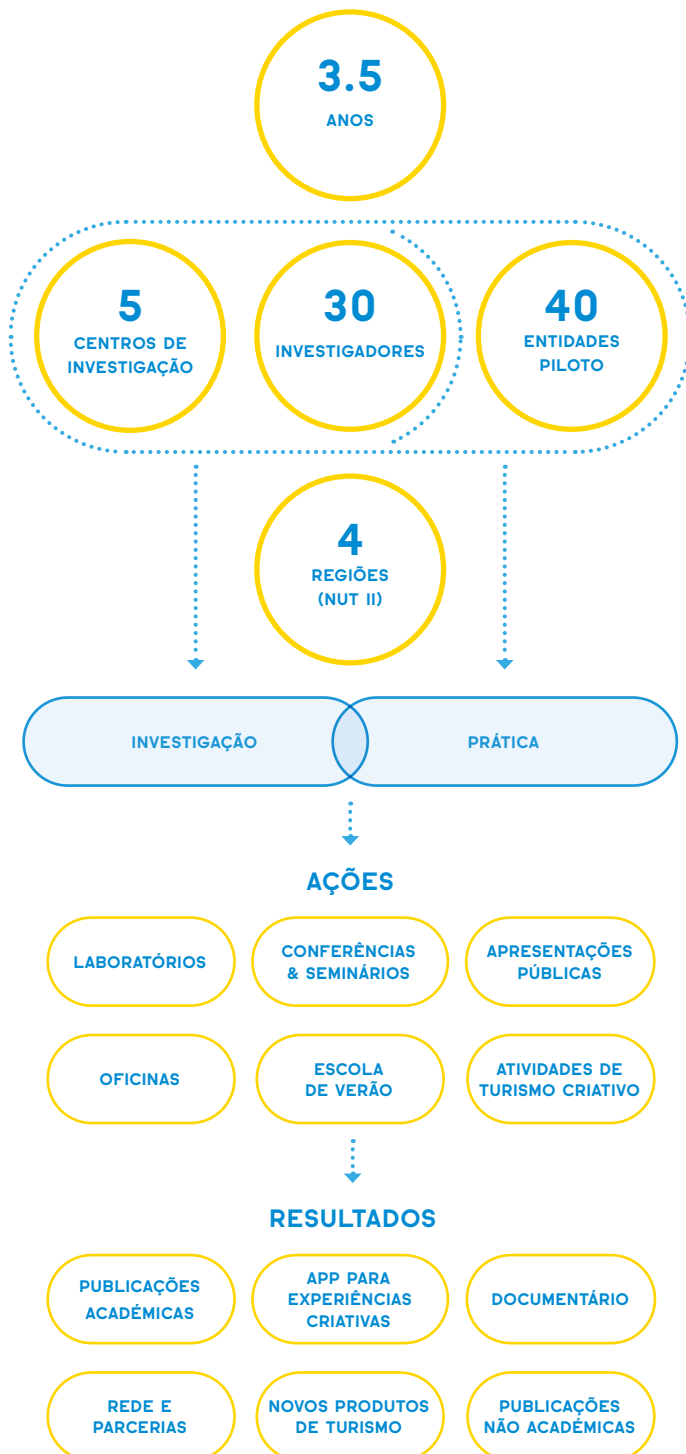 3.5
ANOS
5
CENTROS DE
INVESTIGAÇÃO
30
INVESTIGADORES
40
ENTIDADES
PILOTO
4
REGIÕES
(NUT II)
INVESTIGAÇÃO
PRÁTICA
AÇÕES
LABORATÓRIOS
CONFERÊNCIAS
& SEMINÁRIOS
APRESENTAÇÕES
PÚBLICAS
OFICINAS
ESCOLA
DE VERÃO
ATIVIDADES DE
TURISMO CRIATIVO
RESULTADOS
PUBLICAÇÕES
ACADÉMICAS
APP PARA
EXPERIÊNCIAS
CRIATIVAS
DOCUMENTÁRIO
REDE E
PARCERIAS
NOVOS PRODUTOS
DE TURISMO
PUBLICAÇÕES
NÃO ACADÉMICAS